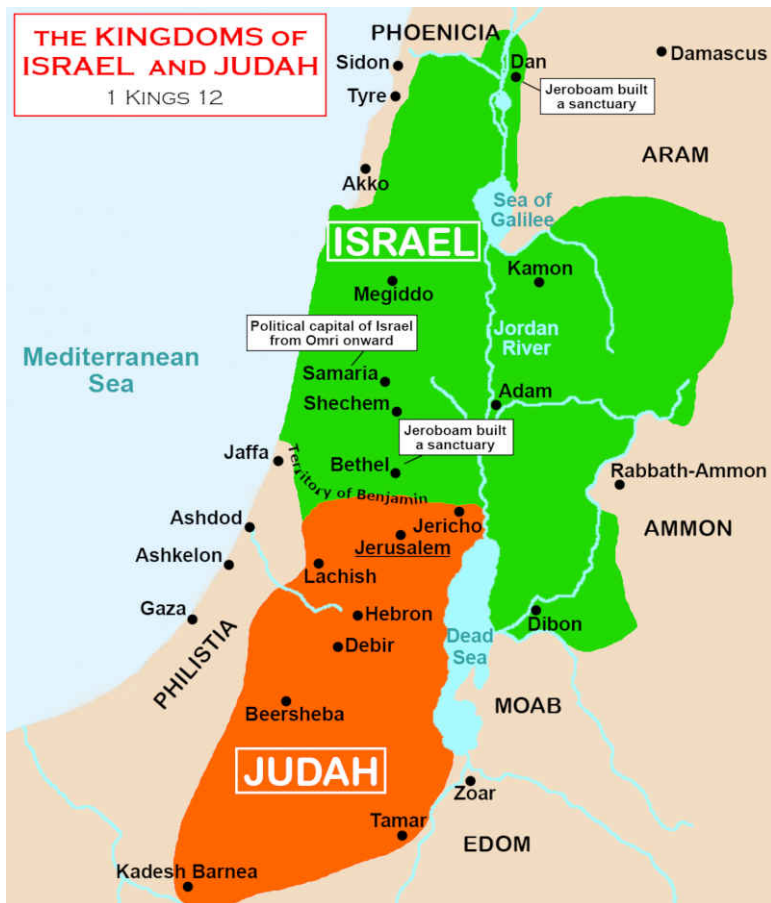 THE KINGDOMS OF
ISRAEL AND JUDAH
1 KINGS 12
PHOENICIA
Sidon
Dan
Damascus
Tyre
Jeroboam built
a sanctuary
ARAM
Akko
Sea of
Galilee
ISRAEL
Kamon
Megiddo
Political capital of Israel
from Omri onward
Jordan
River
Mediterranean
Sea
Samaria
Adam
Shechem
Jeroboam built
a sanctuary
Jaffa
Bethel
Rabbath-Ammon
Territory of Benjamin
Ashdod
Jericho
AMMON
Jerusalem
Ashkelon
Lachish
Gaza
Hebron
Dibon
PHILISTIA
Debir
Dead
Sea
MOAB
Beersheba
JUDAH
Zoar
Tamar
EDOM
Kadesh Barnea